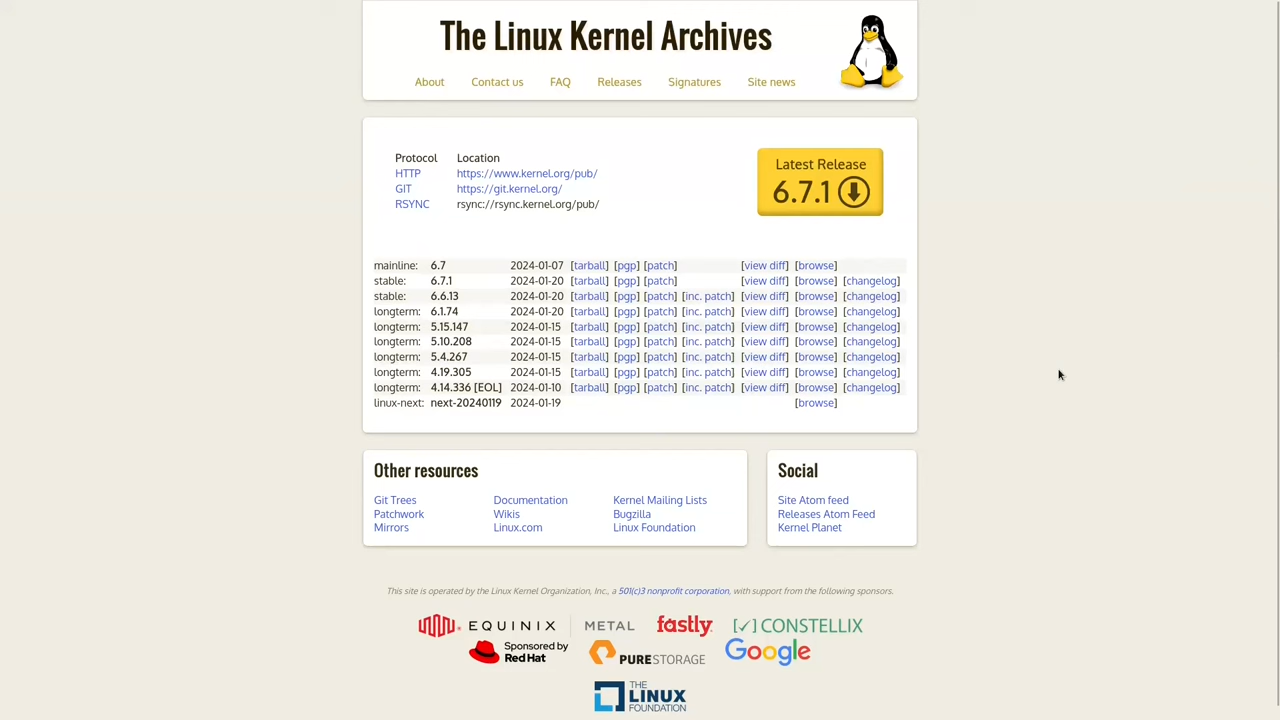 The Linux Kernel Archives
About Contact us FAQ Releases Signatures Site news
Protocol Location
HTTP https://www.kernel.org/pub/
GIT https://git.kernel.org/
RSYNC rsync://rsync.kernel.org/pub/
Latest Release
6.7.1
mainline: 6.7 2024-01-07 [tarball] [pgp] [patch] [view diff] [browse]
stable: 6.7.1 2024-01-20 [tarball] [pgp] [patch] [view diff] [browse] [changelog]
stable: 6.6.13 2024-01-20 [tarball] [pgp] [patch] [inc. patch] [view diff] [browse] [changelog]
longterm: 6.1.74 2024-01-20 [tarball] [pgp] [patch] [inc. patch] [view diff] [browse] [changelog]
longterm: 5.15.147 2024-01-15 [tarball] [pgp] [patch] [inc. patch] [view diff] [browse] [changelog]
longterm: 5.10.208 2024-01-15 [tarball] [pgp] [patch] [inc. patch] [view diff] [browse] [changelog]
longterm: 5.4.267 2024-01-15 [tarball] [pgp] [patch] [inc. patch] [view diff] [browse] [changelog]
longterm: 4.19.305 2024-01-15 [tarball] [pgp] [patch] [inc. patch] [view diff] [browse] [changelog]
longterm: 4.14.336 [EOL] 2024-01-10 [tarball] [pgp] [patch] [inc. patch] [view diff] [browse] [changelog]
linux-next: next-20240119 2024-01-19 [browse]
Other resources
Git Trees Documentation Kernel Mailing Lists
Patchwork Wikis Bugzilla
Mirrors Linux.com Linux Foundation
Social
Site Atom feed
Releases Atom Feed
Kernel Planet
This site is operated by the Linux Kernel Organization, Inc., a 501(c)3 nonprofit corporation, with support from the following sponsors.
EQUINIX METAL fastly CONSTELLIX
Sponsored by
Red Hat
PURESTORAGE
Google
THE
LINUX
FOUNDATION